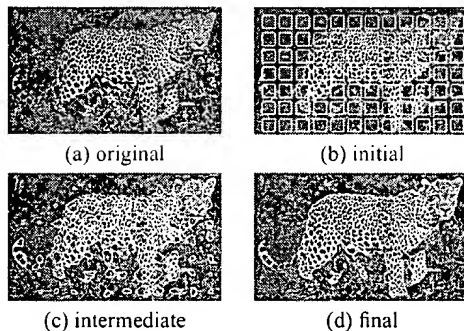 (a) original
(b) initial
(c) intermediate
(d) final